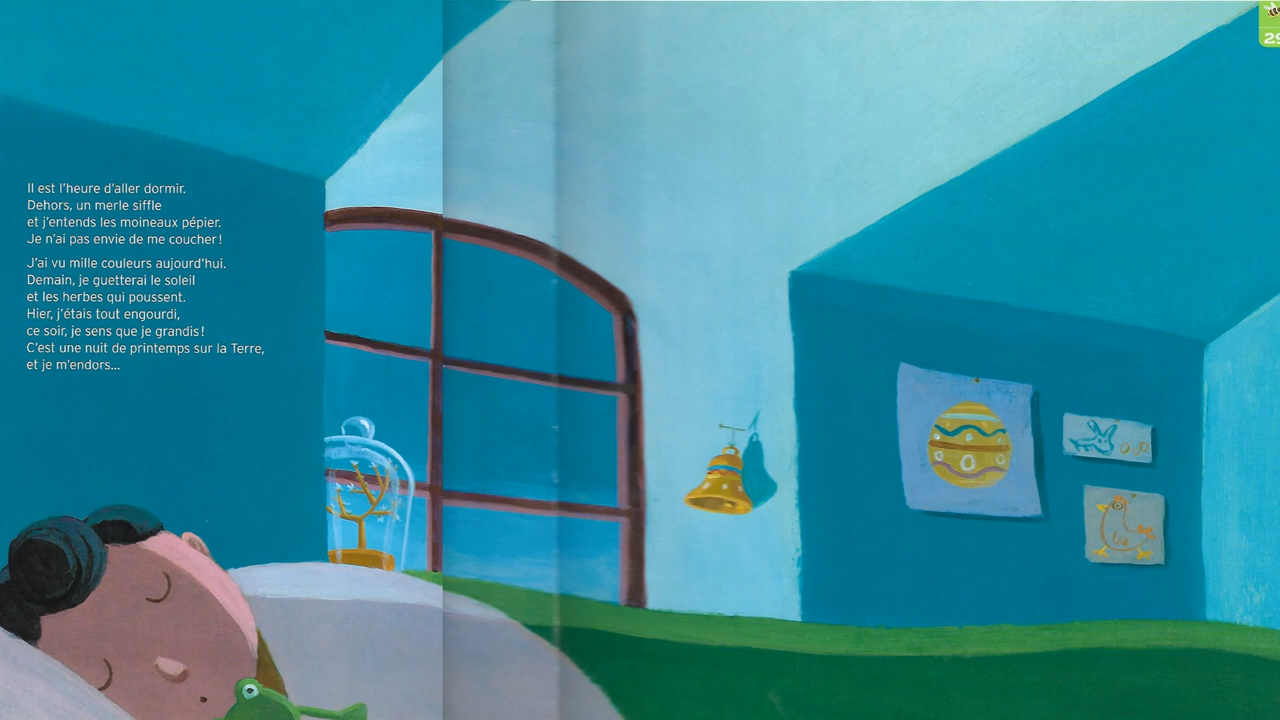 Il est l'heure d'aller dormir.
Dehors, un merle siffle
et j'entends les moineaux pépier.
Je n'ai pas envie de me coucher !
J'ai vu mille couleurs aujourd'hui.
Demain, je guetterai le soleil
et les herbes qui poussent.
Hier, j'étais tout engourdi,
ce soir, je sens que je grandis !
C'est une nuit de printemps sur la Terre,
et je m'endors...
29